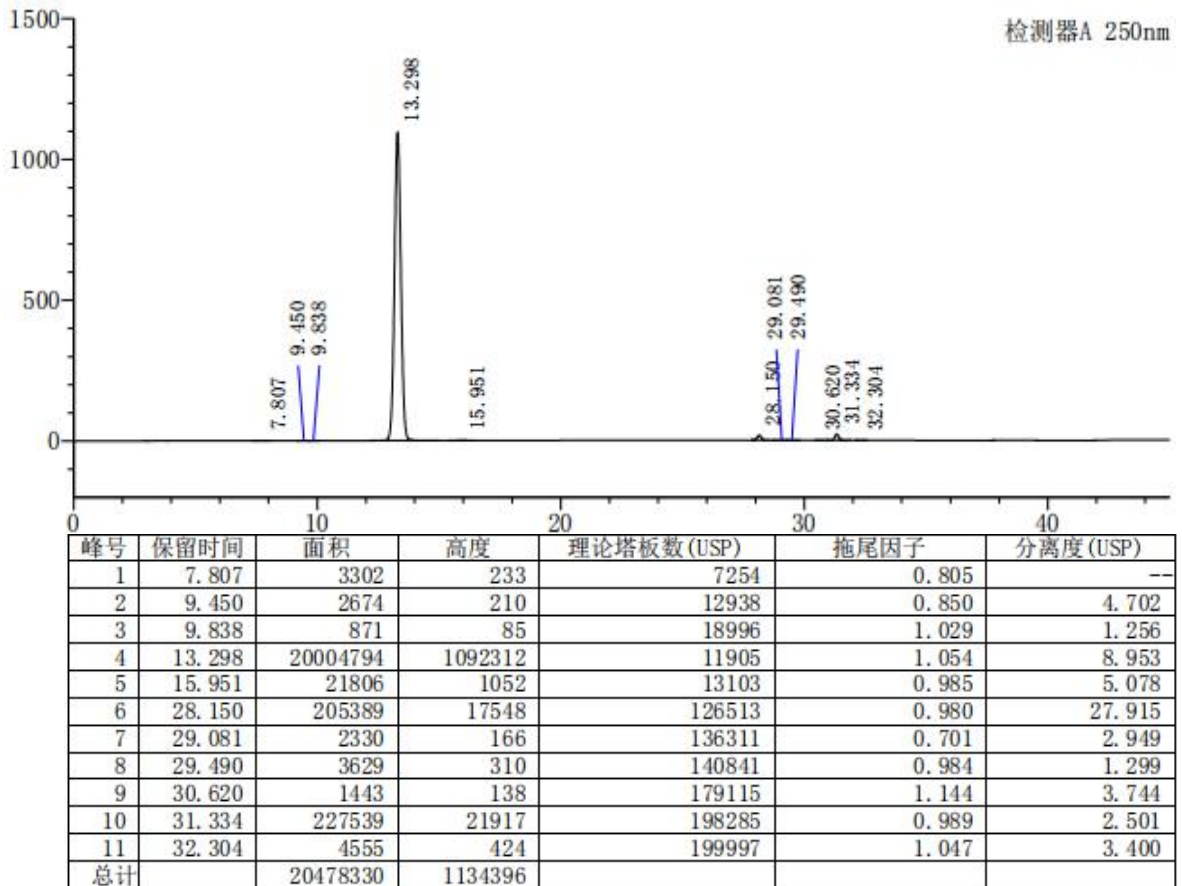 检测器A 250nm
1500
1000
500
0
7.807
9.450
9.838
13.298
15.951
28.150
29.081
29.490
30.620
31.334
32.304
0 10 20 30 40
峰号 保留时间 面积 高度 理论塔板数(USP) 拖尾因子 分离度(USP)
1 7.807 3302 233 7254 0.805 --
2 9.450 2674 210 12938 0.850 4.702
3 9.838 871 85 18996 1.029 1.256
4 13.298 20004794 1092312 11905 1.054 8.953
5 15.951 21806 1052 13103 0.985 5.078
6 28.150 205389 17548 126513 0.980 27.915
7 29.081 2330 166 136311 0.701 2.949
8 29.490 3629 310 140841 0.984 1.299
9 30.620 1443 138 179115 1.144 3.744
10 31.334 227539 21917 198285 0.989 2.501
11 32.304 4555 424 199997 1.047 3.400
总计 20478330 1134396